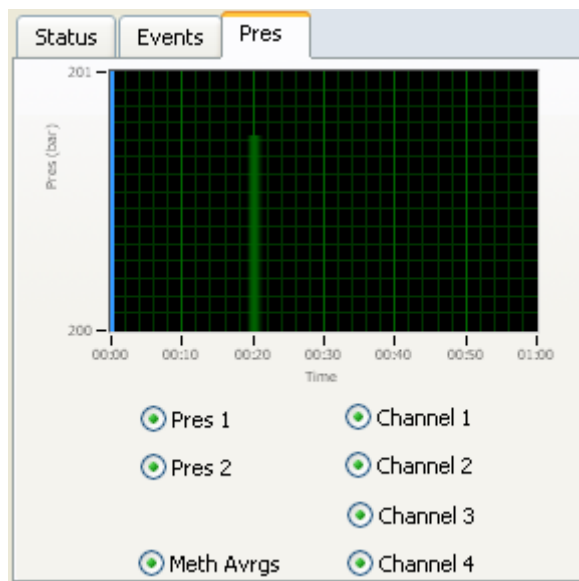 Status Events Pres
201
Pres (bar)
200
00:00 00:10 00:20 00:30 00:40 00:50 01:00
Time
Pres 1 Channel 1
Pres 2 Channel 2
Channel 3
Meth Avrgs Channel 4